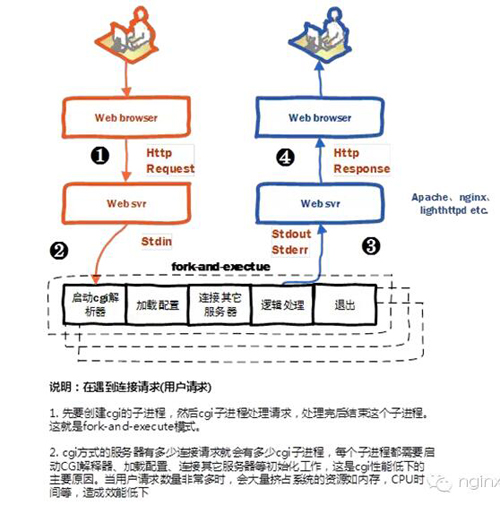 Web browser
Web browser
❶
Http
Request
❹
Http
Response
Web svr
Web svr
Apache、nginx、
lighthttpd etc.
❷
Stdin
Stdout
Stderr
❸
fork-and-exectue
启动cgi解
析器
加载配置
连接其它
服务器
逻辑处理
退出
说明：在遇到连接请求(用户请求)
1. 先要创建cgi的子进程，然后cgi子进程处理请求，处理完后结束这个子进程。
这就是fork-and-execute模式。
2. cgi方式的服务器有多少连接请求就会有多少cgi子进程，每个子进程都需要启
动CGI解释器、加载配置、连接其它服务器等初始化工作，这是cgi性能低下的
主要原因。当用户请求数量非常多时，会大量挤占系统的资源如内存，CPU时
间等，造成效能低下
nginx